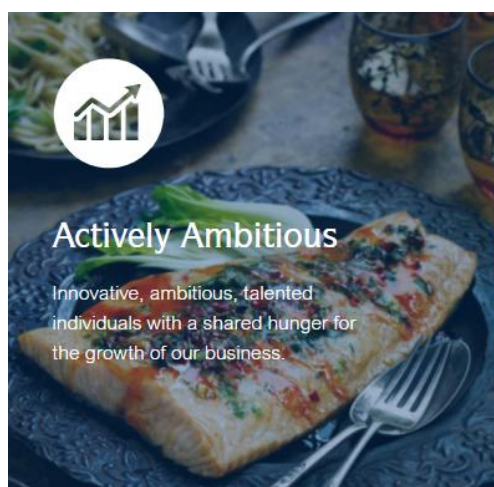 Actively Ambitious
Innovative, ambitious, talented
individuals with a shared hunger for
the growth of our business.